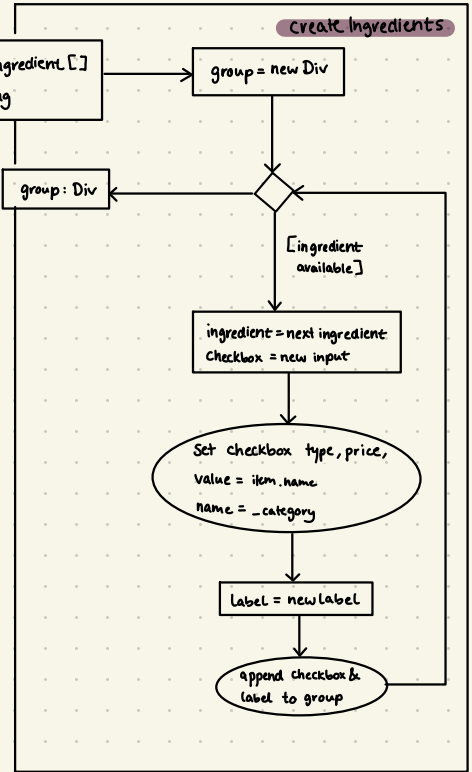 create Ingredients
ngredient []
group = new Div
group: Div
[ingredient
available]
ingredient = next ingredient
Checkbox = new input
Set checkbox type, price,
value = item.name
name = _category
Label = new label
append checkbox &
label to group